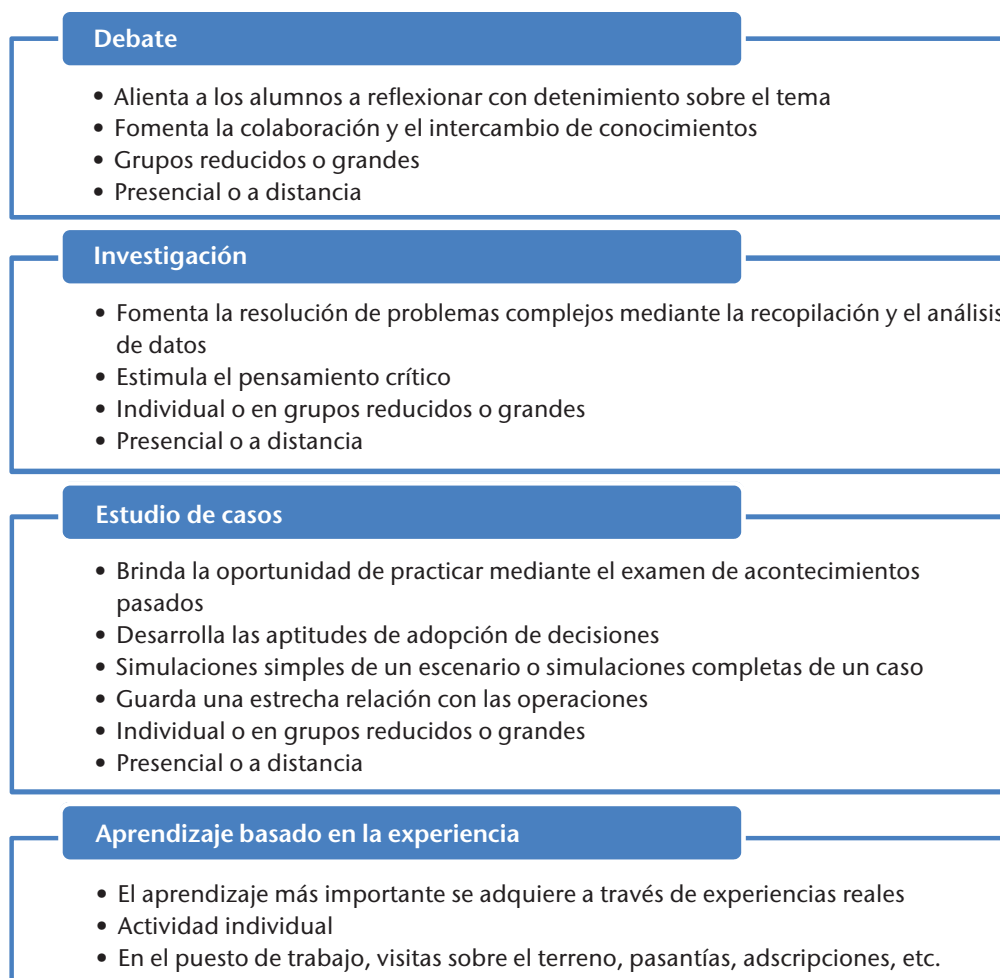 Debate
• Alienta a los alumnos a reflexionar con detenimiento sobre el tema
• Fomenta la colaboración y el intercambio de conocimientos
• Grupos reducidos o grandes
• Presencial o a distancia
Investigación
• Fomenta la resolución de problemas complejos mediante la recopilación y el análisis
de datos
• Estimula el pensamiento crítico
• Individual o en grupos reducidos o grandes
• Presencial o a distancia
Estudio de casos
• Brinda la oportunidad de practicar mediante el examen de acontecimientos
pasados
• Desarrolla las aptitudes de adopción de decisiones
• Simulaciones simples de un escenario o simulaciones completas de un caso
• Guarda una estrecha relación con las operaciones
• Individual o en grupos reducidos o grandes
• Presencial o a distancia
Aprendizaje basado en la experiencia
• El aprendizaje más importante se adquiere a través de experiencias reales
• Actividad individual
• En el puesto de trabajo, visitas sobre el terreno, pasantías, adscripciones, etc.